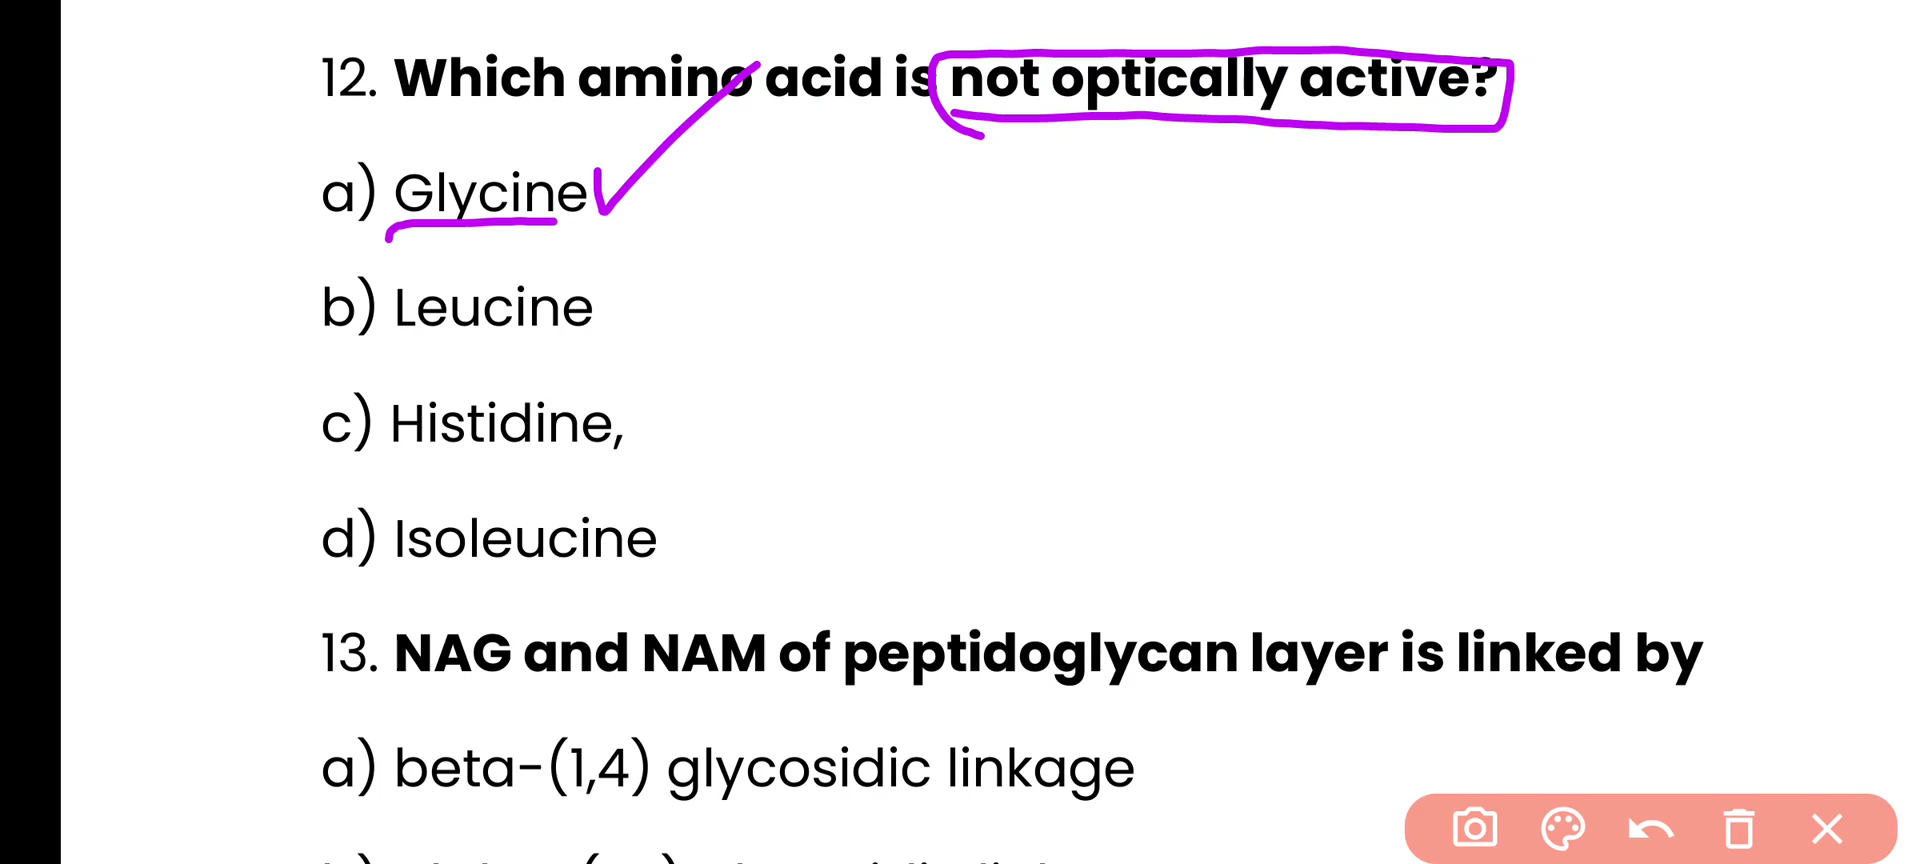 12. Which amino acid is not optically active?
a) Glycine
b) Leucine
c) Histidine,
d) Isoleucine
13. NAG and NAM of peptidoglycan layer is linked by
a) beta-(1,4) glycosidic linkage